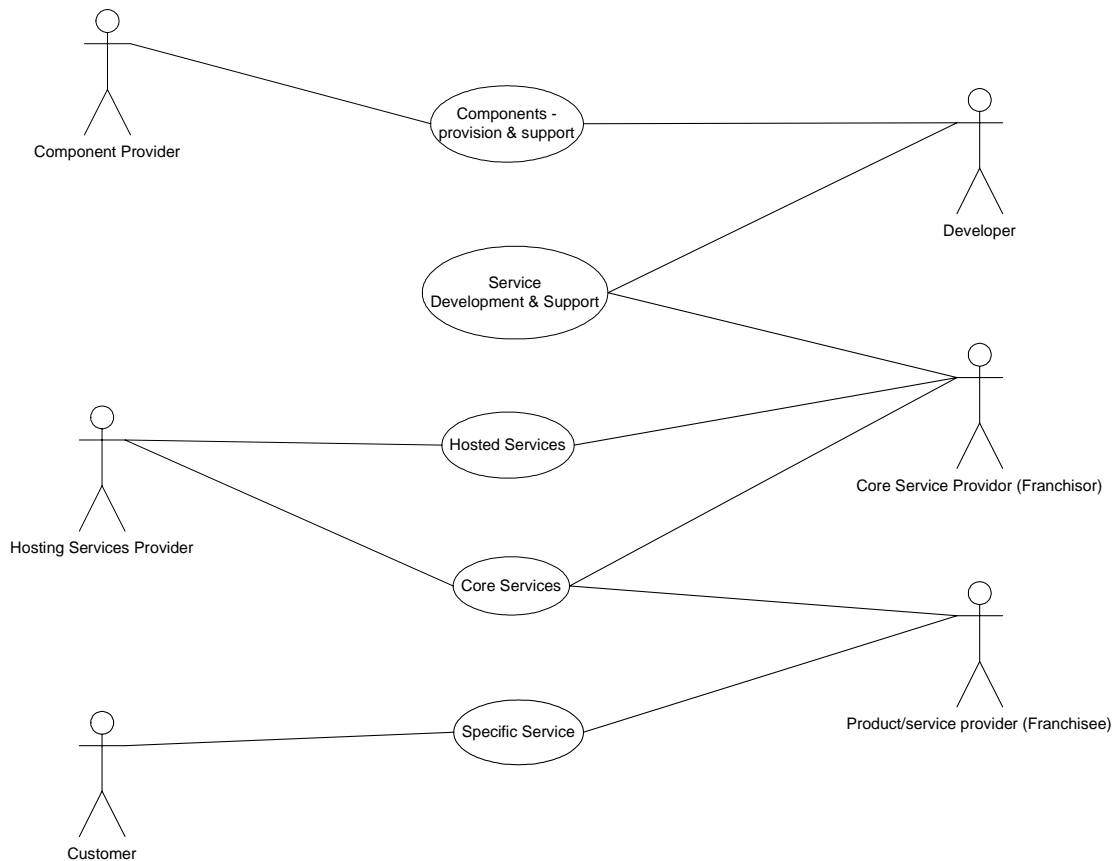 Components -
provision & support
Component Provider
Developer
Service
Development & Support
Hosted Services
Core Service Providor (Franchisor)
Hosting Services Provider
Core Services
Product/service provider (Franchisee)
Specific Service
Customer